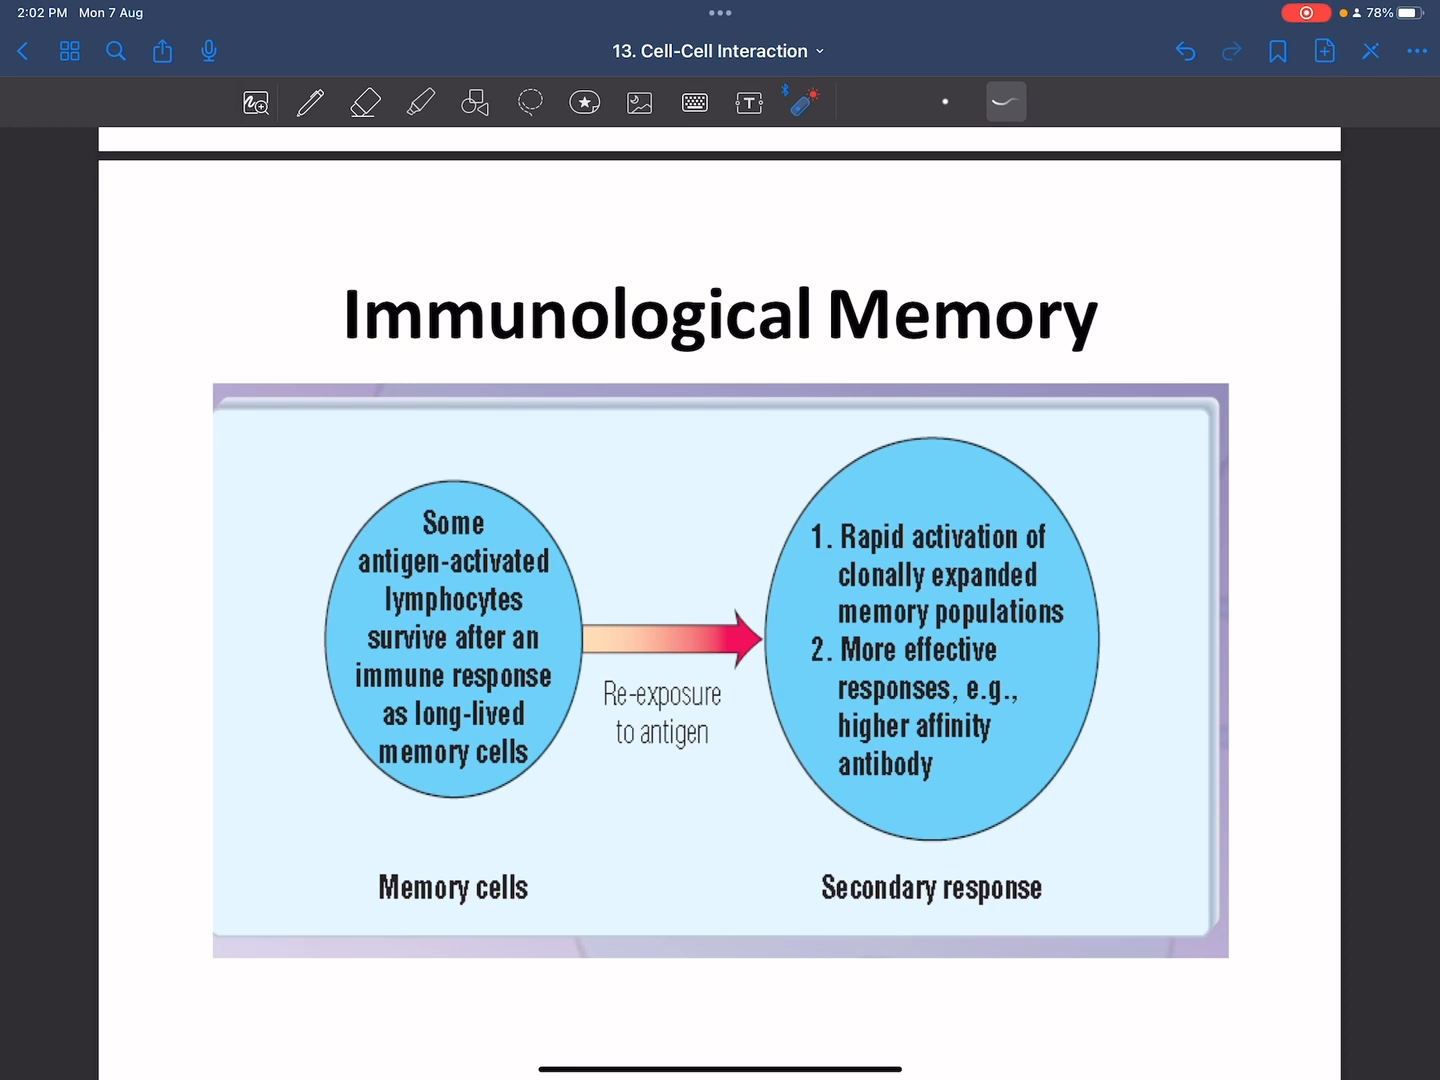 2:02 PM Mon 7 Aug
78%
13. Cell-Cell Interaction
T
Immunological Memory
Some
antigen-activated
lymphocytes
survive after an
immune response
as long-lived
memory cells
Re-exposure
to antigen
1. Rapid activation of
clonally expanded
memory populations
2. More effective
responses, e.g.,
higher affinity
antibody
Memory cells
Secondary response